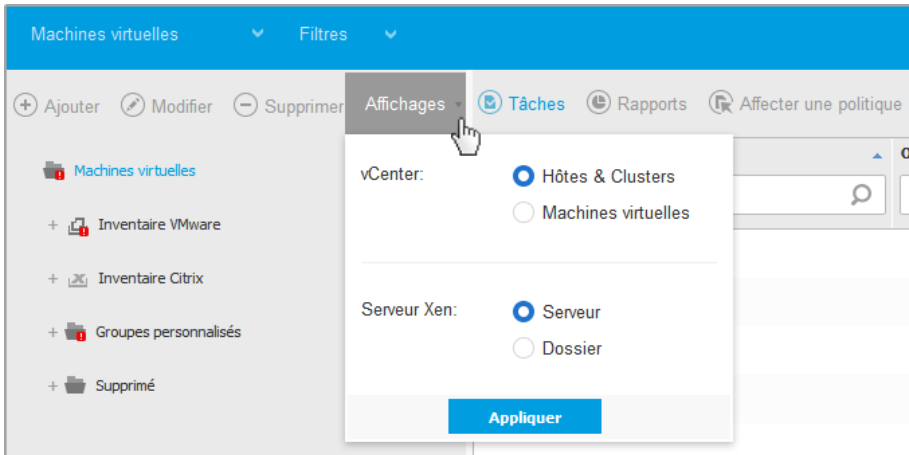 Machines virtuelles Filtres
Ajouter Modifier Supprimer Affichages Tâches Rapports Affecter une politique
Machines virtuelles
Inventaire VMware
Inventaire Citrix
Groupes personnalisés
Supprimé
vCenter: Hôtes & Clusters
Machines virtuelles
Serveur Xen: Serveur
Dossier
Appliquer